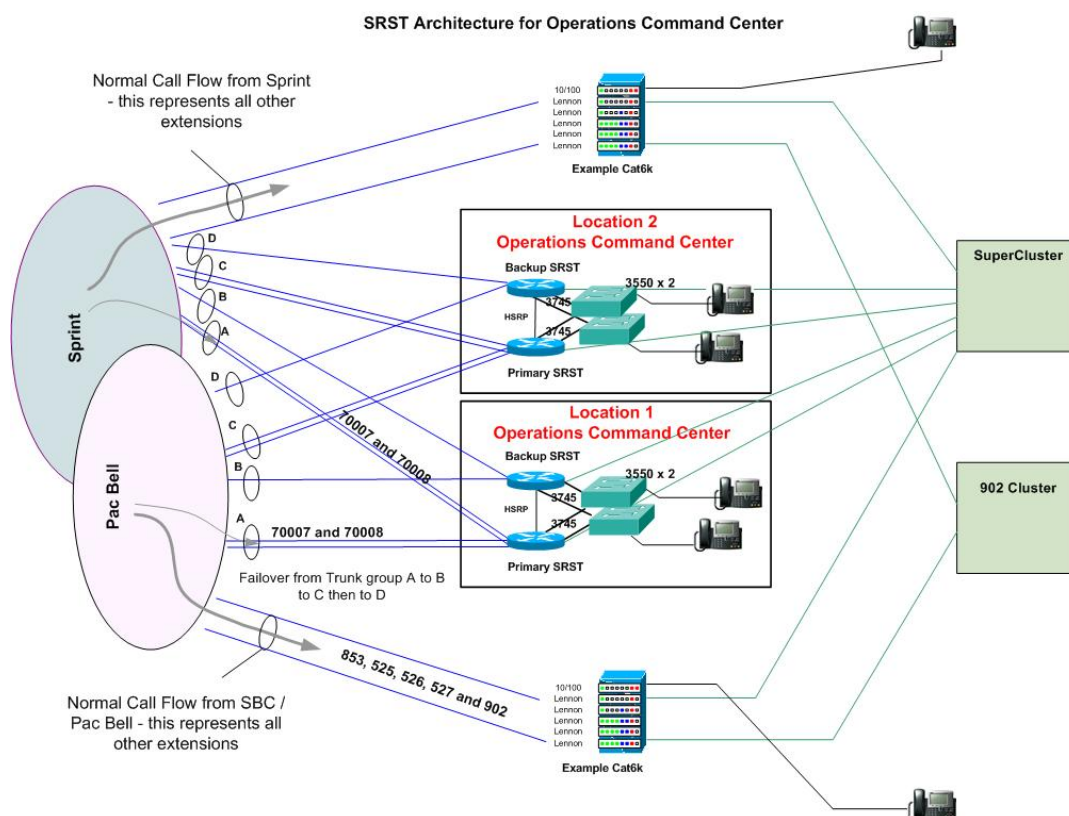 SRST Architecture for Operations Command Center
Normal Call Flow from Sprint
- this represents all other
extensions
10/100
Lennon
Lennon
Lennon
Lennon
Lennon
Example Cat6k
Location 2
Operations Command Center
Backup SRST
3550 x 2
3745
HSRP
3745
Primary SRST
SuperCluster
D
C
B
A
Sprint
D
C
B
A
Pac Bell
70007 and 70008
70007 and 70008
Location 1
Operations Command Center
Backup SRST
3550 x 2
3745
HSRP
3745
Primary SRST
902 Cluster
Failover from Trunk group A to B
to C then to D
853, 525, 526, 527 and 902
Normal Call Flow from SBC /
Pac Bell - this represents all
other extensions
10/100
Lennon
Lennon
Lennon
Lennon
Lennon
Example Cat6k